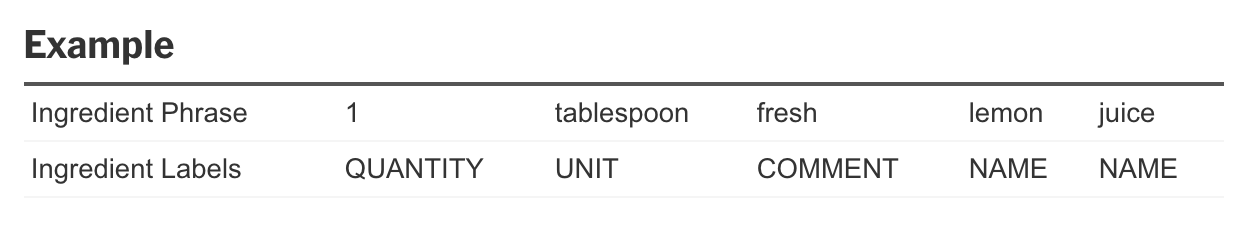 Example
Ingredient Phrase 1 tablespoon fresh lemon juice
Ingredient Labels QUANTITY UNIT COMMENT NAME NAME